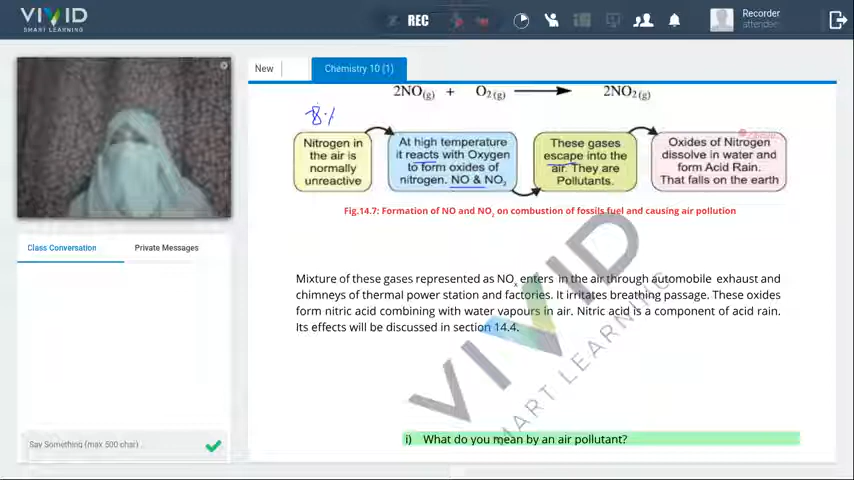 VIVID
SMART LEARNING
REC
Recorder
attendee
New
Chemistry 10 (1)
2NO(g) + O2(g) ⟶ 2NO2(g)
8%
Nitrogen in
the air is
normally
unreactive
At high temperature
it reacts with Oxygen
to form oxides of
nitrogen. NO & NO2
These gases
escape into the
air. They are
Pollutants.
Oxides of Nitrogen
dissolve in water and
form Acid Rain.
That falls on the earth
Fig.14.7: Formation of NO and NO2 on combustion of fossils fuel and causing air pollution
Class Conversation
Private Messages
Mixture of these gases represented as NOx enters in the air through automobile exhaust and
chimneys of thermal power station and factories. It irritates breathing passage. These oxides
form nitric acid combining with water vapours in air. Nitric acid is a component of acid rain.
Its effects will be discussed in section 14.4.
VIVID
SMART LEARNING
Say Something (max 500 char)...
i) What do you mean by an air pollutant?